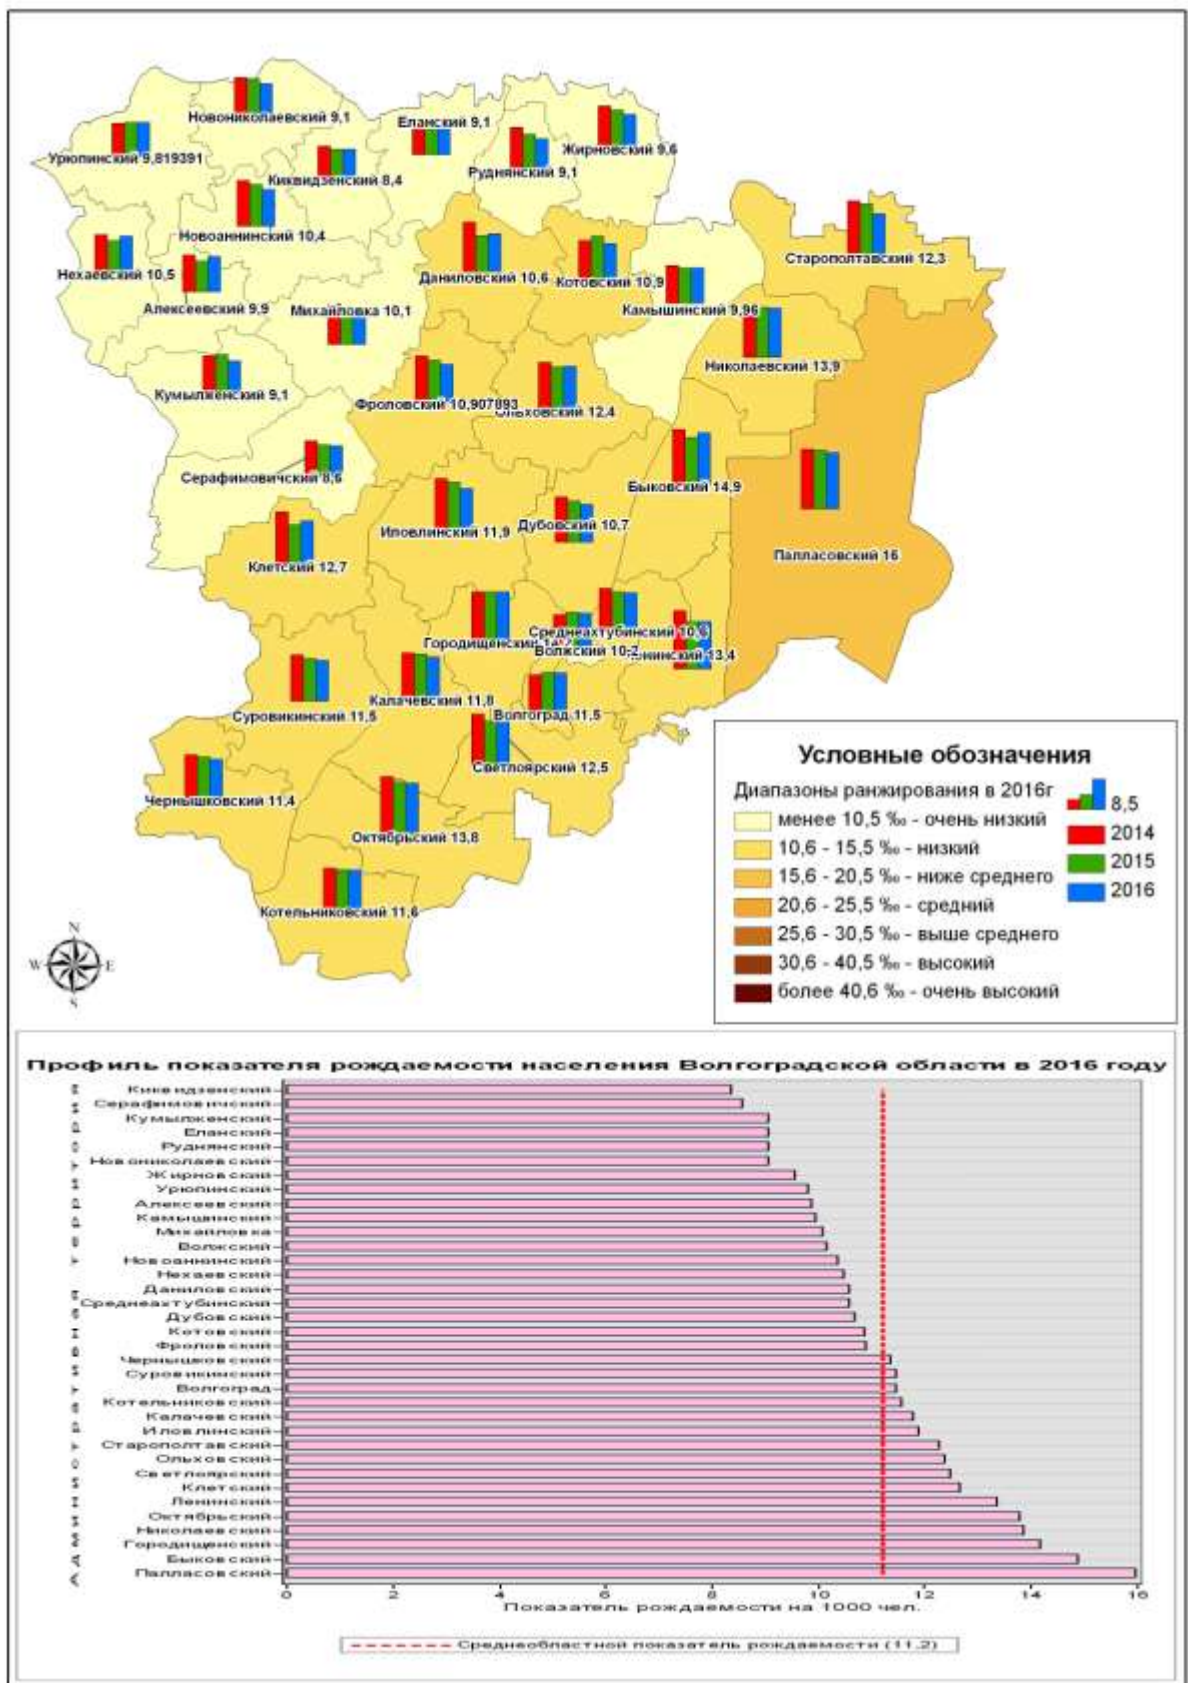 Новониколаевский 9,1
Еланский 9,1
Урюпинский 9,819391
Жирновский 9,6
Киквидзенский 8,4
Руднянский 9,1
Новоаннинский 10,4
Старополтавский 12,3
Нехаевский 10,5
Даниловский 10,6
Котовский 10,9
Алексеевский 9,9
Михайловка 10,1
Камышинский 9,96
Николаевский 13,9
Кумылженский 9,1
Фроловский 10,907893
Ольховский 12,4
Серафимовичский 8,6
Быковский 14,9
Иловлинский 11,9
Дубовский 10,7
Палласовский 16
Клетский 12,7
Среднеахтубинский 10,6
Городищенский 14,2
Волжский 10,2
Ленинский 13,4
Калачевский 11,8
Суровикинский 11,5
Волгоград 11,5
Светлоярский 12,5
Чернышковский 11,4
Октябрьский 13,8
Котельниковский 11,6
N
W E
S
Условные обозначения
Диапазоны ранжирования в 2016г
менее 10,5 ‰ - очень низкий
10,6 - 15,5 ‰ - низкий
15,6 - 20,5 ‰ - ниже среднего
20,6 - 25,5 ‰ - средний
25,6 - 30,5 ‰ - выше среднего
30,6 - 40,5 ‰ - высокий
более 40,6 ‰ - очень высокий
8,5
2014
2015
2016
Профиль показателя рождаемости населения Волгоградской области в 2016 году
Киквидзенский
Серафимовичский
Кумылженский
Еланский
Руднянский
Новониколаевский
Жирновский
Урюпинский
Алексеевский
Камышинский
Михайловка
Волжский
Новоаннинский
Нехаевский
Даниловский
Среднеахтубинский
Дубовский
Котовский
Фроловский
Чернышковский
Суровикинский
Волгоград
Котельниковский
Калачевский
Иловлинский
Старополтавский
Ольховский
Светлоярский
Клетский
Ленинский
Октябрьский
Николаевский
Городищенский
Быковский
Палласовский
0 2 4 6 8 10 12 14 16
Показатель рождаемости на 1000 чел.
Среднеобластной показатель рождаемости (11.2)